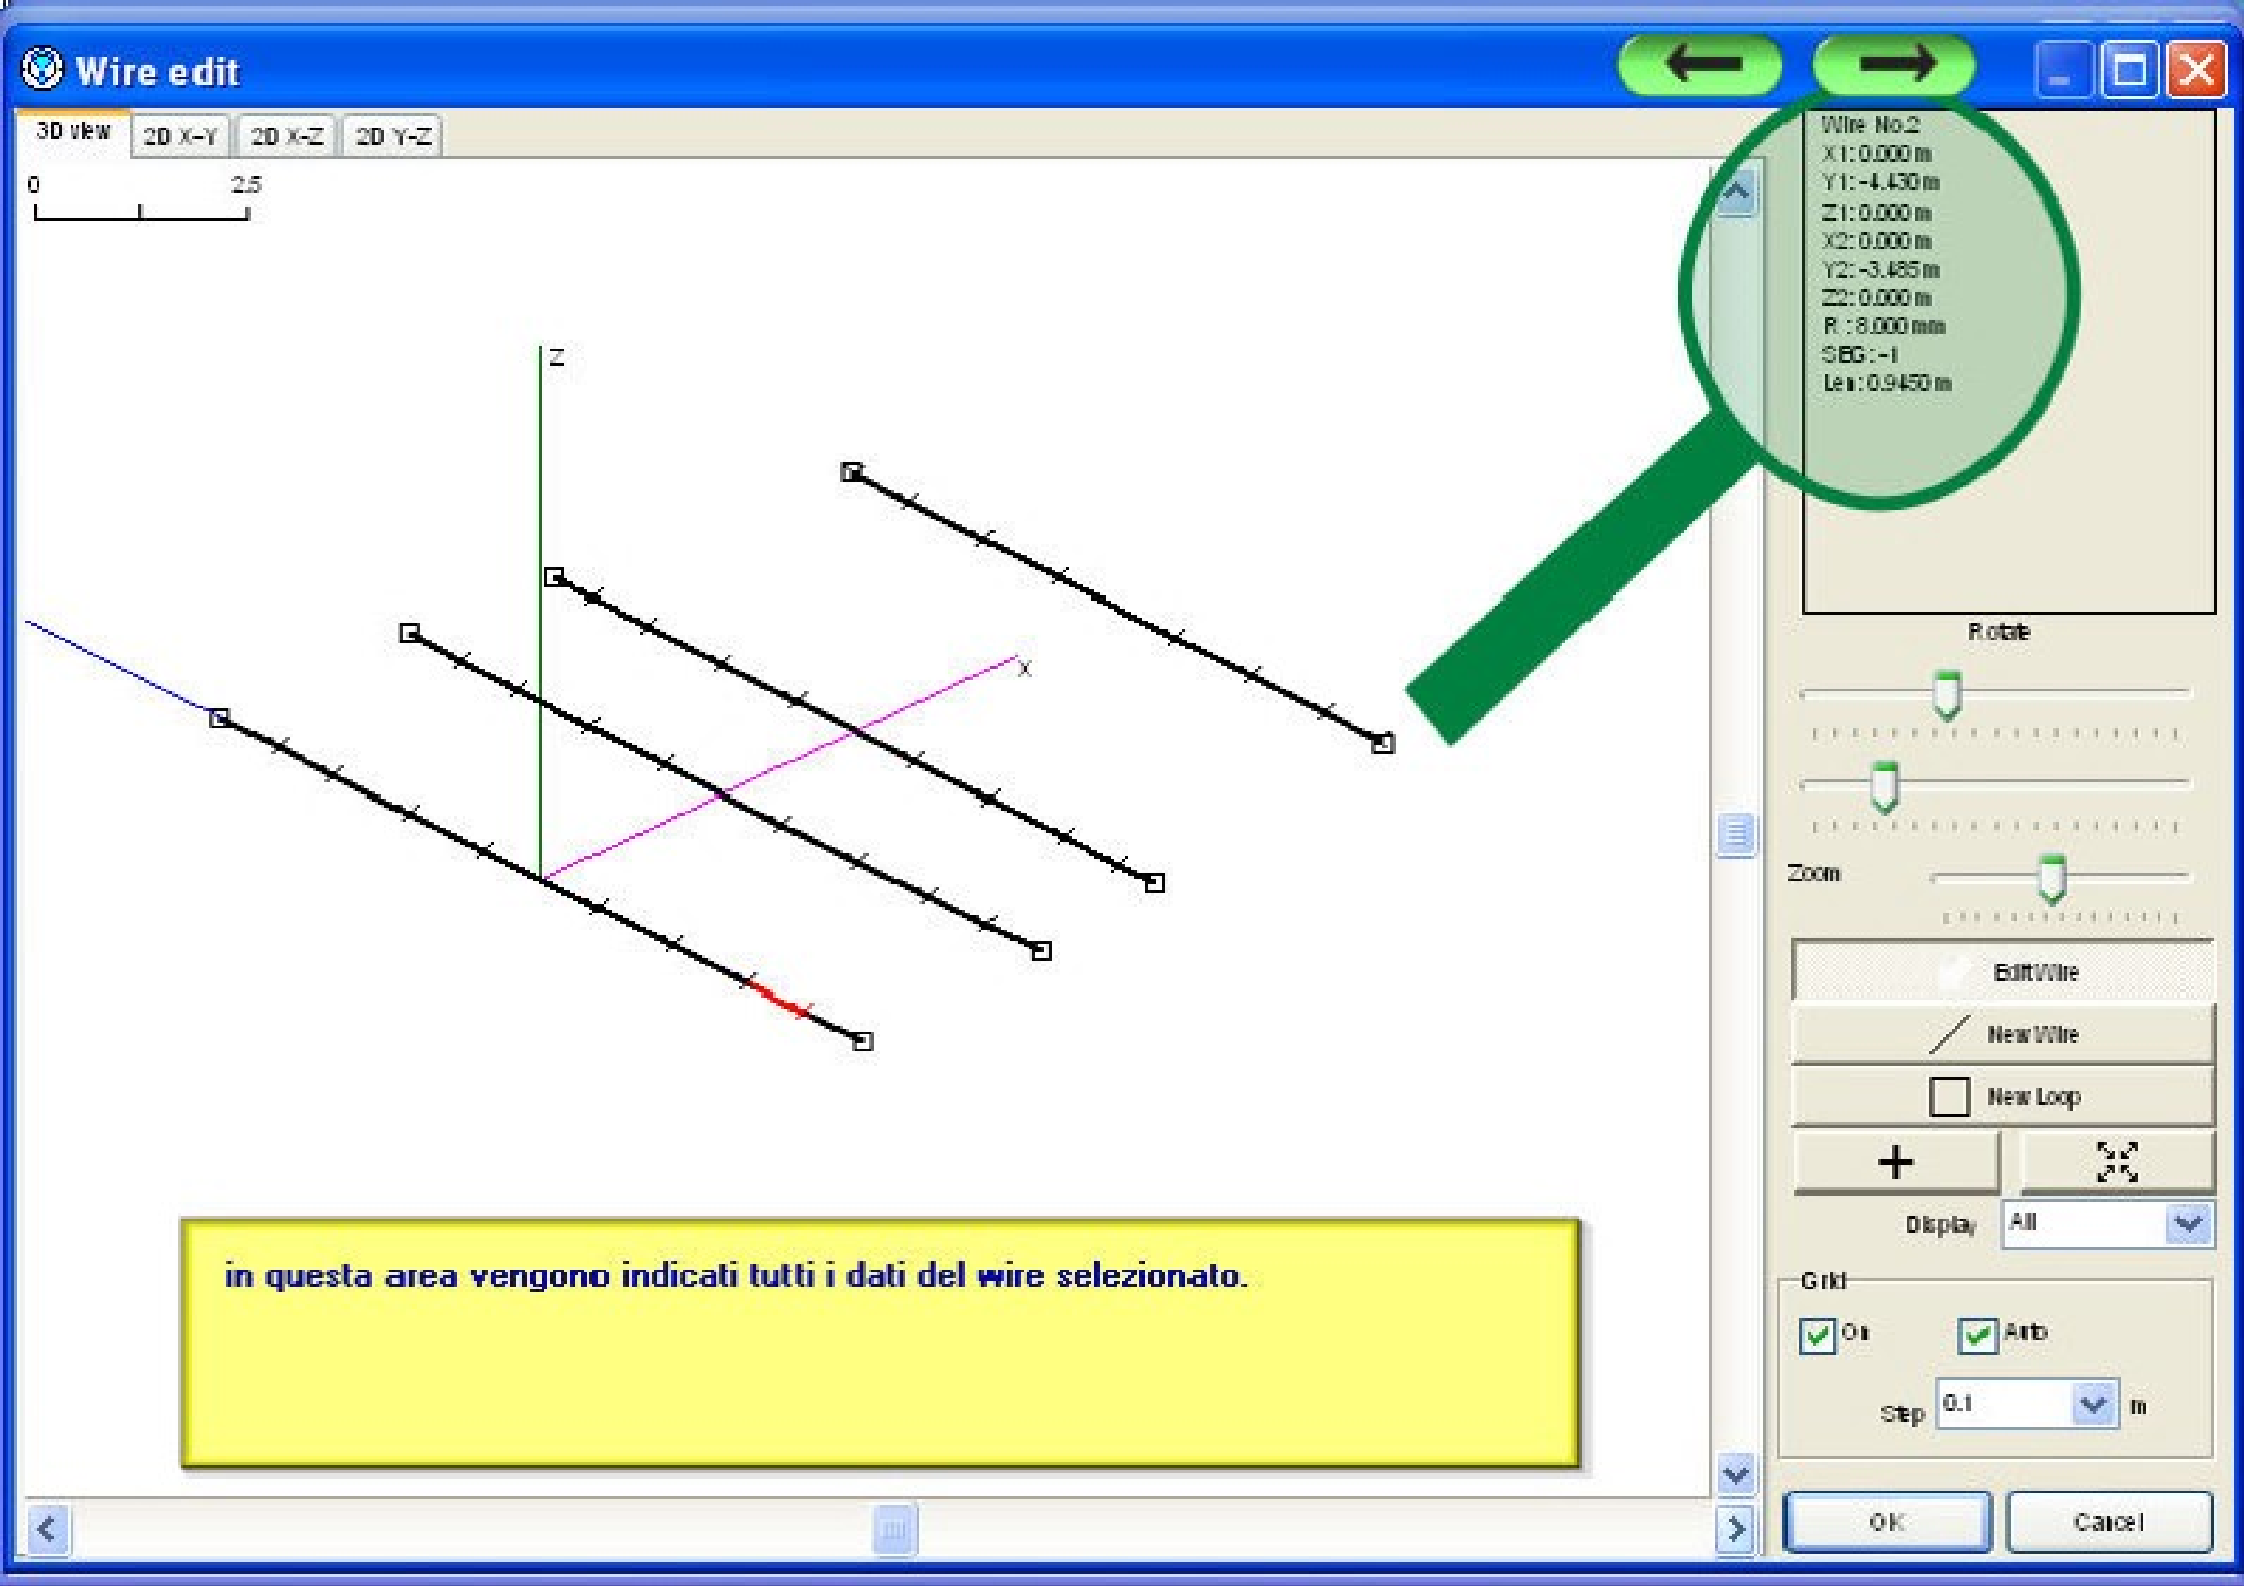 Wire edit
3D view
2D X-Y
2D X-Z
2D Y-Z
0
2.5
Z
X
Wire No.2
X1: 0.000 m
Y1: -4.430 m
Z1: 0.000 m
X2: 0.000 m
Y2: -3.485 m
Z2: 0.000 m
R : 8.000 mm
SEG : -1
Len : 0.9450 m
Rotate
Zoom
Edit Wire
New Wire
New Loop
Display
All
Grid
On
Auto
Step
0.1
m
in questa area vengono indicati tutti i dati del wire selezionato.
OK
Cancel